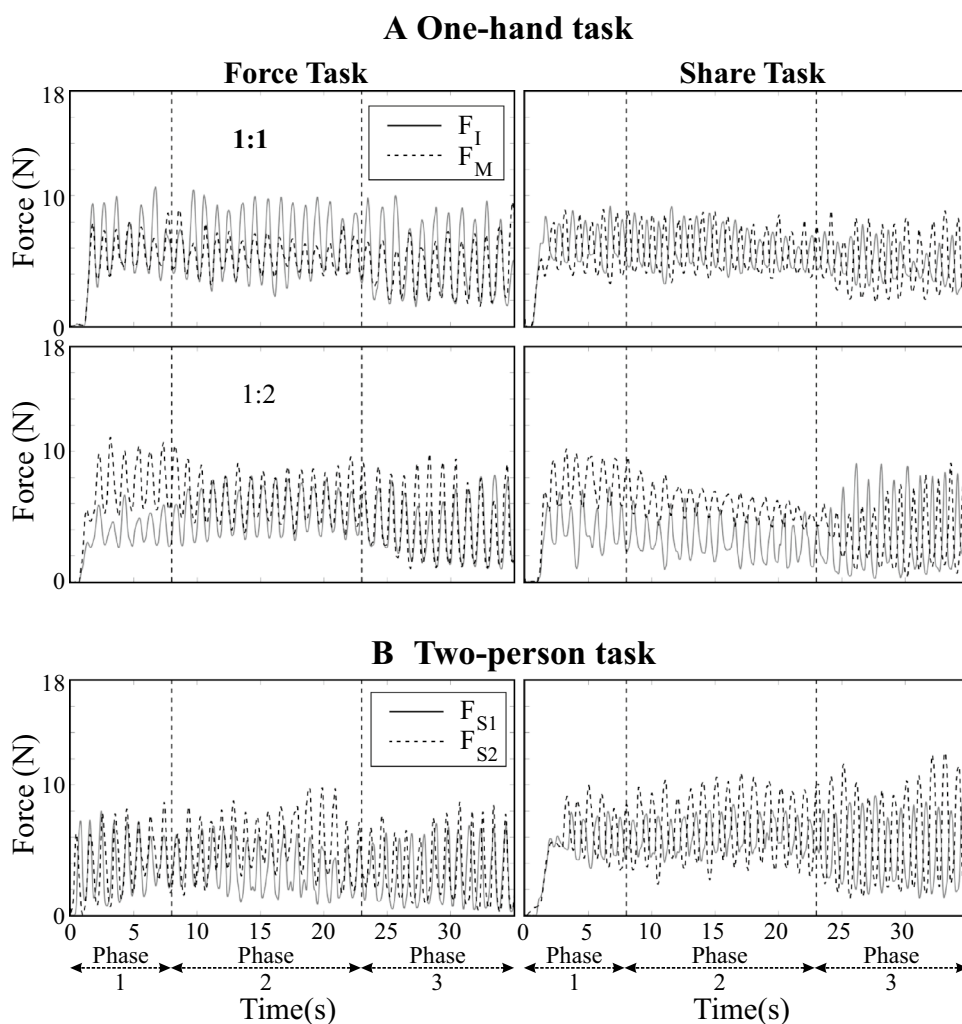 A One-hand task
Force Task
Share Task
18
10
0
Force (N)
1:1
F_I
F_M
18
10
0
Force (N)
1:2
B Two-person task
18
10
0
Force (N)
F_S1
F_S2
0 5 10 15 20 25 30
0 5 10 15 20 25 30
Phase Phase Phase
1 2 3
Phase Phase Phase
1 2 3
Time(s)
Time(s)